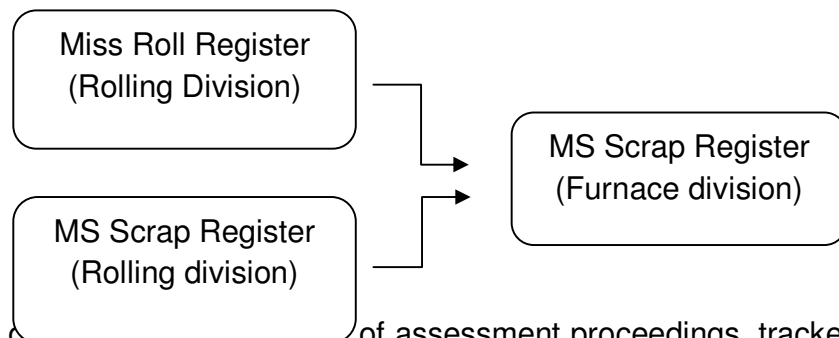 Miss Roll Register
(Rolling Division)
MS Scrap Register
(Furnace division)
MS Scrap Register
(Rolling division)
of assessment proceedings, tracke